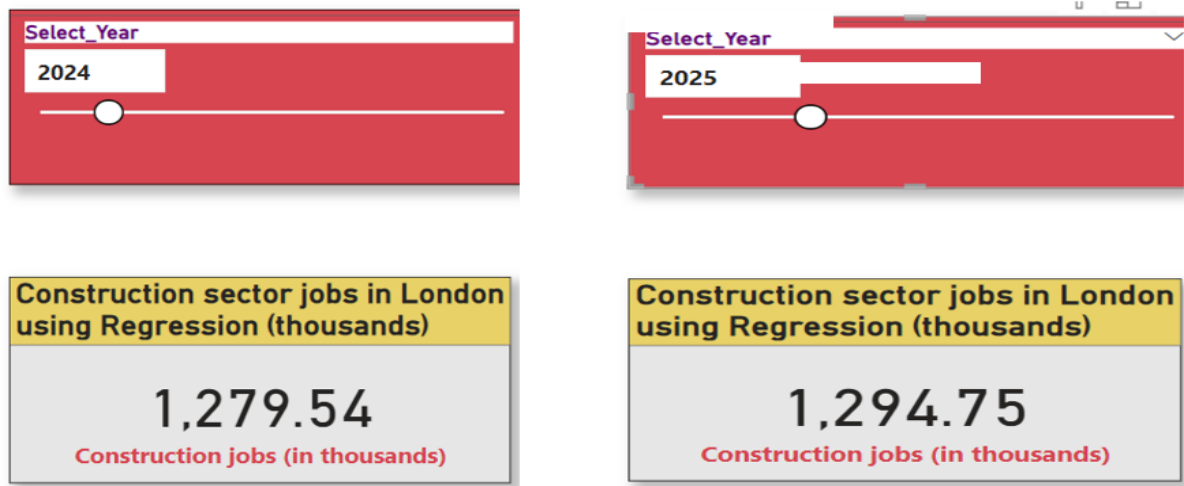 Select_Year
2024
Select_Year
2025
Construction sector jobs in London
using Regression (thousands)
1,279.54
Construction jobs (in thousands)
Construction sector jobs in London
using Regression (thousands)
1,294.75
Construction jobs (in thousands)